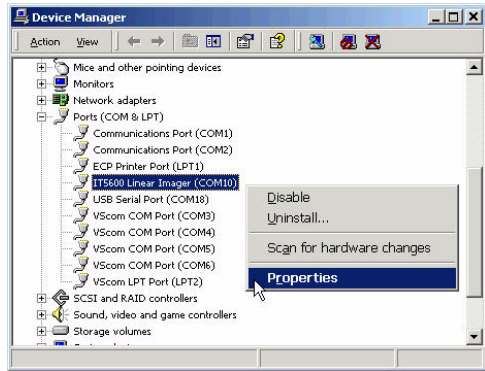 Device Manager
Action View
Mice and other pointing devices
Monitors
Network adapters
Ports (COM & LPT)
Communications Port (COM1)
Communications Port (COM2)
ECP Printer Port (LPT1)
IT5600 Linear Imager (COM10)
USB Serial Port (COM18)
VScom COM Port (COM3)
VScom COM Port (COM4)
VScom COM Port (COM5)
VScom COM Port (COM6)
VScom LPT Port (LPT2)
SCSI and RAID controllers
Sound, video and game controllers
Storage volumes
Disable
Uninstall...
Scan for hardware changes
Properties